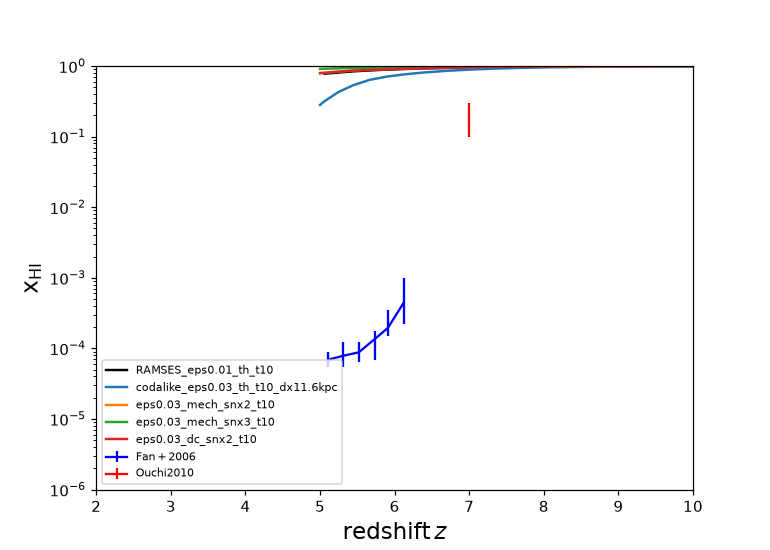 10^0
10^−1
10^−2
10^−3
10^−4
10^−5
10^−6
x_HI
RAMSES_eps0.01_th_t10
codalike_eps0.03_th_t10_dx11.6kpc
eps0.03_mech_snx2_t10
eps0.03_mech_snx3_t10
eps0.03_dc_snx2_t10
Fan+2006
Ouchi2010
2 3 4 5 6 7 8 9 10
redshift z